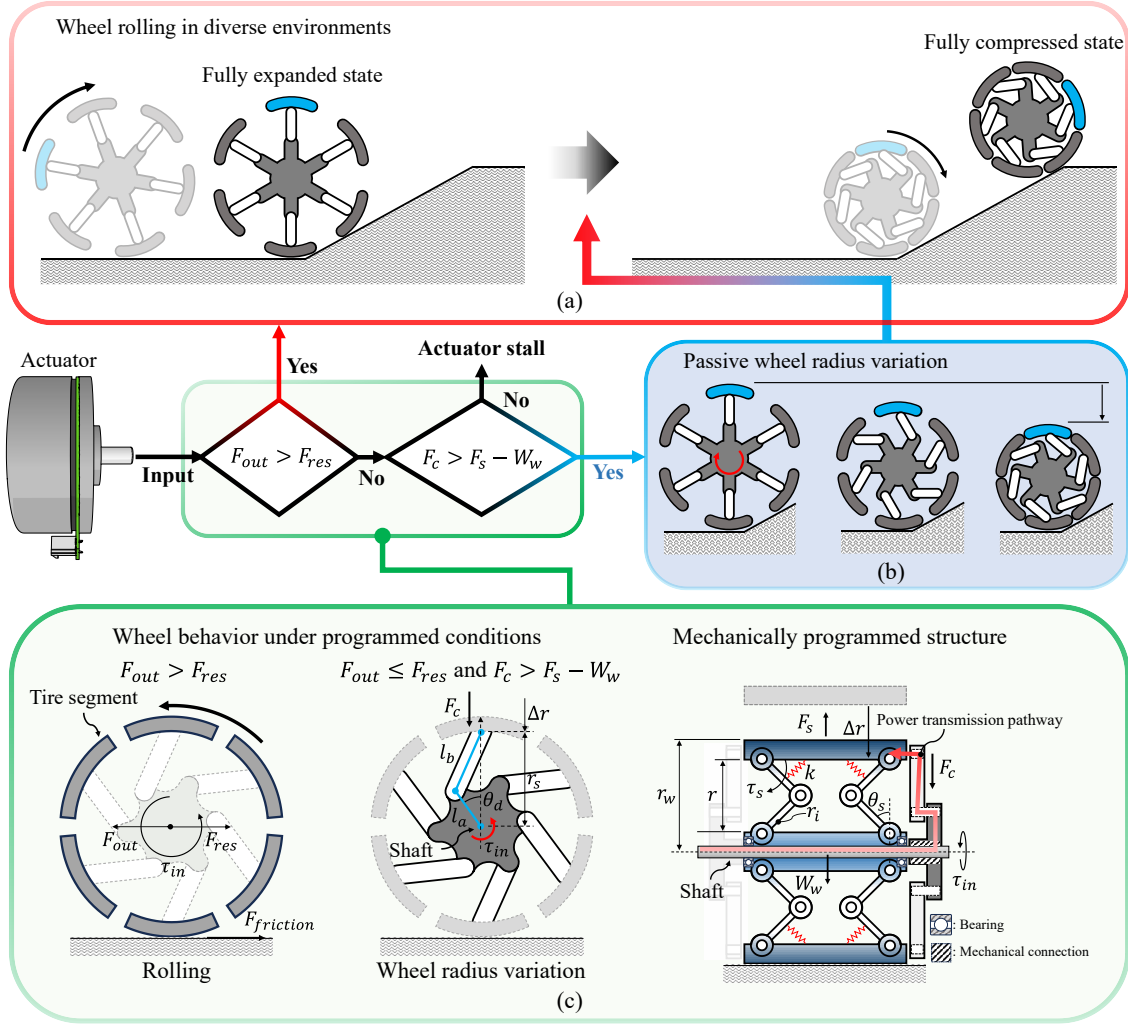 Wheel rolling in diverse environments
Fully expanded state
Fully compressed state
(a)
Actuator
Input
F_out > F_res
Yes
No
F_c > F_s − W_w
No
Actuator stall
Yes
Passive wheel radius variation
(b)
Wheel behavior under programmed conditions
F_out > F_res
Tire segment
F_out
F_res
τ_in
F_friction
Rolling
F_out ≤ F_res and F_c > F_s − W_w
F_c
Δr
l_b
r_s
θ_d
l_a
Shaft
τ_in
Wheel radius variation
Mechanically programmed structure
F_s
Δr
Power transmission pathway
F_c
k
τ_s
r_w
r
r_i
θ_s
Shaft
W_w
τ_in
: Bearing
: Mechanical connection
(c)